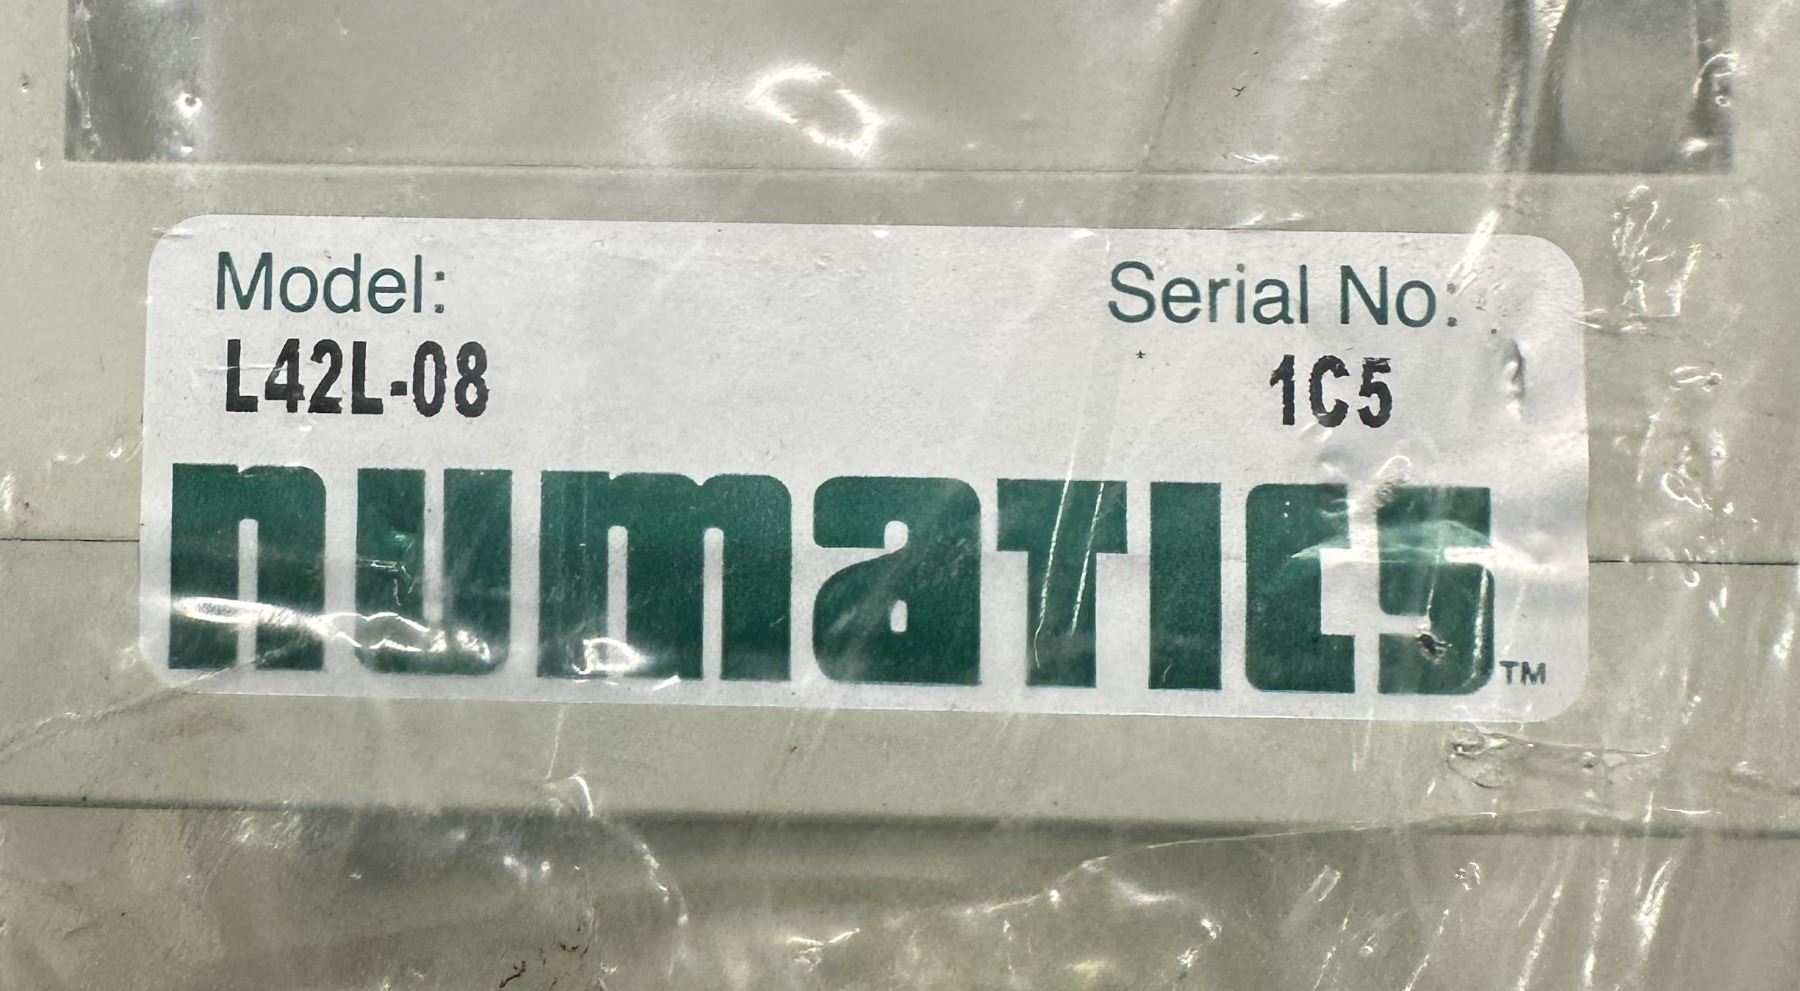 Model: Serial No:
L42L-08 1C5
numatics™